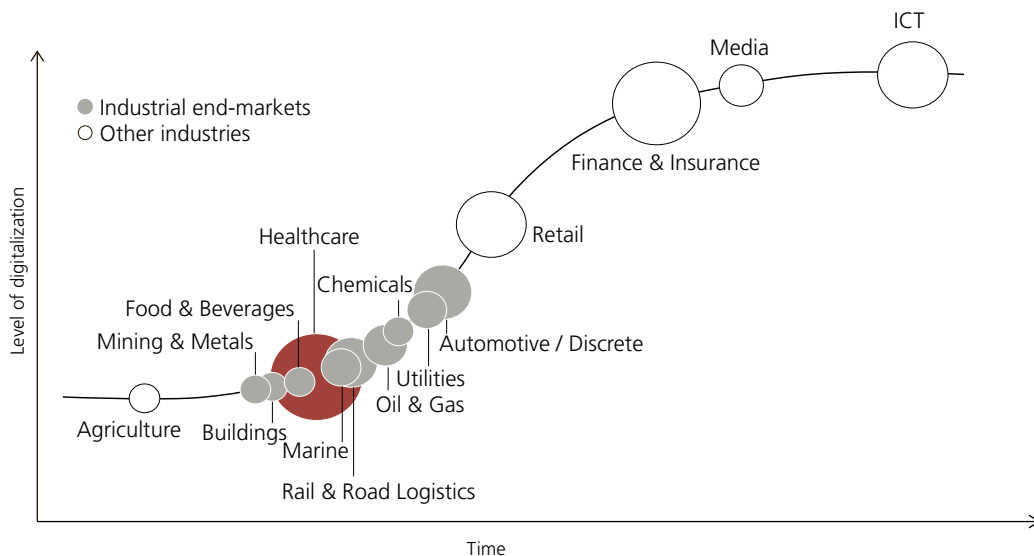 ICT
Media
Industrial end-markets
Other industries
Finance & Insurance
Level of digitalization
Retail
Healthcare
Chemicals
Food & Beverages
Mining & Metals
Automotive / Discrete
Utilities
Oil & Gas
Agriculture
Buildings
Marine
Rail & Road Logistics
Time